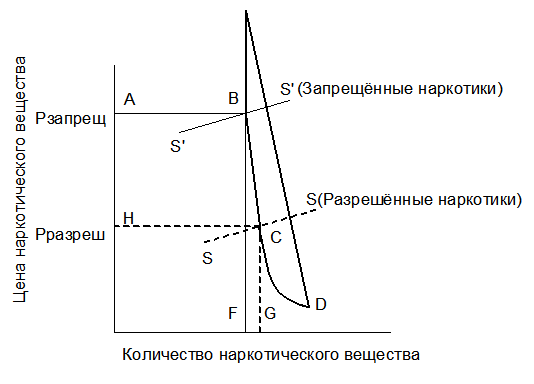 Цена наркотического вещества
A
B
S' (Запрещённые наркотики)
Pзапрещ
S'
H
S(Разрешённые наркотики)
Pразреш
C
S
D
F
G
Количество наркотического вещества